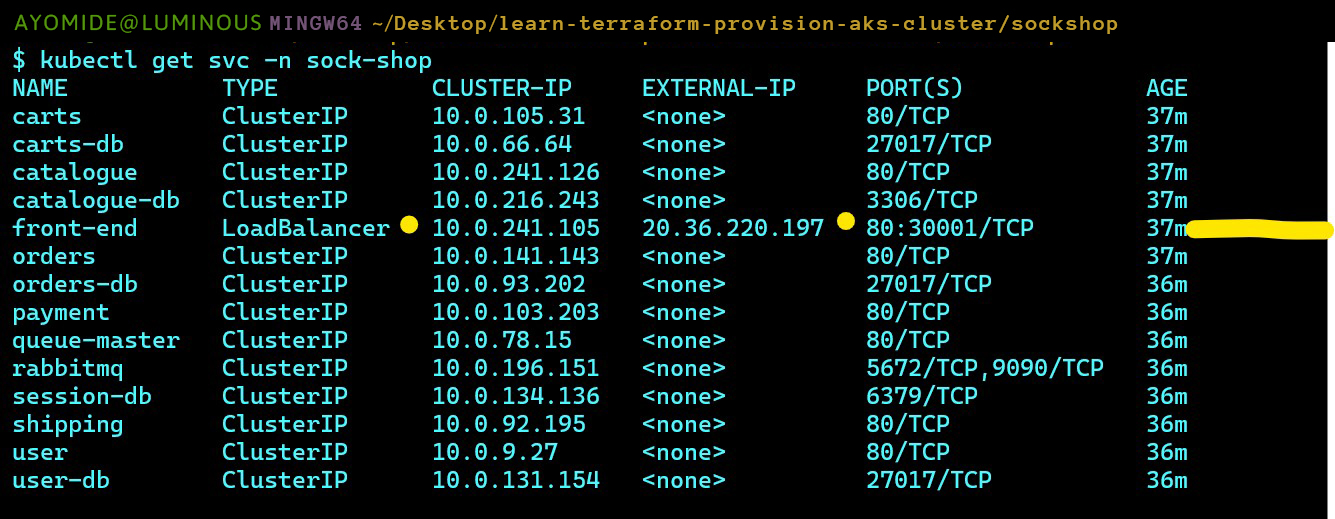 AYOMIDE@LUMINOUS MINGW64 ~/Desktop/learn-terraform-provision-aks-cluster/sockshop
$ kubectl get svc -n sock-shop
NAME TYPE CLUSTER-IP EXTERNAL-IP PORT(S) AGE
carts ClusterIP 10.0.105.31 <none> 80/TCP 37m
carts-db ClusterIP 10.0.66.64 <none> 27017/TCP 37m
catalogue ClusterIP 10.0.241.126 <none> 80/TCP 37m
catalogue-db ClusterIP 10.0.216.243 <none> 3306/TCP 37m
front-end LoadBalancer 10.0.241.105 20.36.220.197 80:30001/TCP 37m
orders ClusterIP 10.0.141.143 <none> 80/TCP 37m
orders-db ClusterIP 10.0.93.202 <none> 27017/TCP 36m
payment ClusterIP 10.0.103.203 <none> 80/TCP 36m
queue-master ClusterIP 10.0.78.15 <none> 80/TCP 36m
rabbitmq ClusterIP 10.0.196.151 <none> 5672/TCP,9090/TCP 36m
session-db ClusterIP 10.0.134.136 <none> 6379/TCP 36m
shipping ClusterIP 10.0.92.195 <none> 80/TCP 36m
user ClusterIP 10.0.9.27 <none> 80/TCP 36m
user-db ClusterIP 10.0.131.154 <none> 27017/TCP 36m